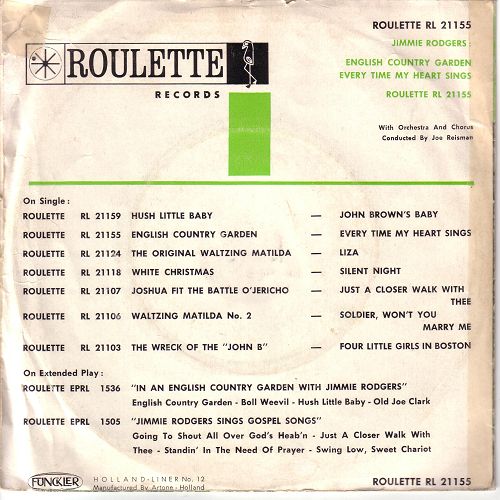 ROULETTE
RECORDS
ROULETTE RL 21155
JIMMIE RODGERS :
ENGLISH COUNTRY GARDEN
EVERY TIME MY HEART SINGS
ROULETTE RL 21155
With Orchestra And Chorus
Conducted By Joe Reisman
On Single :
ROULETTE RL 21159 HUSH LITTLE BABY — JOHN BROWN'S BABY
ROULETTE RL 21155 ENGLISH COUNTRY GARDEN — EVERY TIME MY HEART SINGS
ROULETTE RL 21124 THE ORIGINAL WALTZING MATILDA — LIZA
ROULETTE RL 21118 WHITE CHRISTMAS — SILENT NIGHT
ROULETTE RL 21107 JOSHUA FIT THE BATTLE O'JERICHO — JUST A CLOSER WALK WITH
THEE
ROULETTE RL 21106 WALTZING MATILDA No. 2 — SOLDIER, WON'T YOU
MARRY ME
ROULETTE RL 21103 THE WRECK OF THE "JOHN B" — FOUR LITTLE GIRLS IN BOSTON
On Extended Play :
ROULETTE EPRL 1536 "IN AN ENGLISH COUNTRY GARDEN WITH JIMMIE RODGERS"
English Country Garden - Boll Weevil - Hush Little Baby - Old Joe Clark
ROULETTE EPRL 1505 "JIMMIE RODGERS SINGS GOSPEL SONGS"
Going To Shout All Over God's Heab'n - Just A Closer Walk With
Thee - Standin' In The Need Of Prayer - Swing Low, Sweet Chariot
FUNCKLER
HOLLAND-LINER No. 12
Manufactured By Artone - Holland
ROULETTE RL 21155